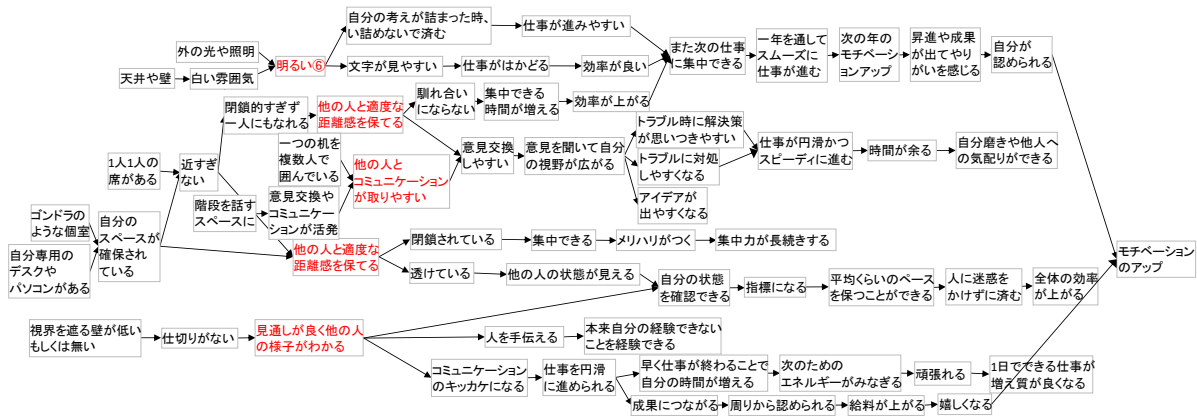 自分の考えが詰まった時、
い詰めないで済む
仕事が進みやすい
外の光や照明
天井や壁
白い雰囲気
明るい⑥
文字が見やすい
仕事がはかどる
効率が良い
また次の仕事
に集中できる
一年を通して
スムーズに
仕事が進む
次の年の
モチベーシ
ョンアップ
昇進や成果
が出てやり
がいを感じる
自分が
認められる
閉鎖的すぎず
一人にもなれる
他の人と適度な
距離感を保てる
馴れ合い
にならない
集中できる
時間が増える
効率が上がる
1人1人の
席がある
近すぎ
ない
一つの机を
複数人で
囲んでいる
他の人と
コミュニケーション
が取りやすい
意見交換
しやすい
意見を聞いて自分
の視野が広がる
トラブル時に解決策
が思いつきやすい
トラブルに対処
しやすくなる
アイデアが
出やすくなる
仕事が円滑かつ
スピーディに進む
時間が余る
自分磨きや他人へ
の気配りができる
階段を話す
スペースに
意見交換や
コミュニケー
ションが活発
ゴンドラの
ような個室
自分専用の
デスクや
パソコンがある
自分の
スペースが
確保され
ている
他の人と適度な
距離感を保てる
閉鎖されている
集中できる
メリハリがつく
集中力が長続きする
透けている
他の人の状態が見える
自分の状態
を確認できる
指標になる
平均くらいのペース
を保つことができる
人に迷惑を
かけずに済む
全体の効率
が上がる
モチベーション
のアップ
視界を遮る壁が低い
もしくは無い
仕切りがない
見通しが良く他の人
の様子がわかる
人を手伝える
本来自分の経験できない
ことを経験できる
コミュニケーション
のキッカケになる
仕事を円滑
に進められる
早く仕事が終わることで
自分の時間が増える
次のための
エネルギーがみなぎる
頑張れる
1日でできる仕事が
増え質が良くなる
成果につながる
周りから認められる
給料が上がる
嬉しくなる